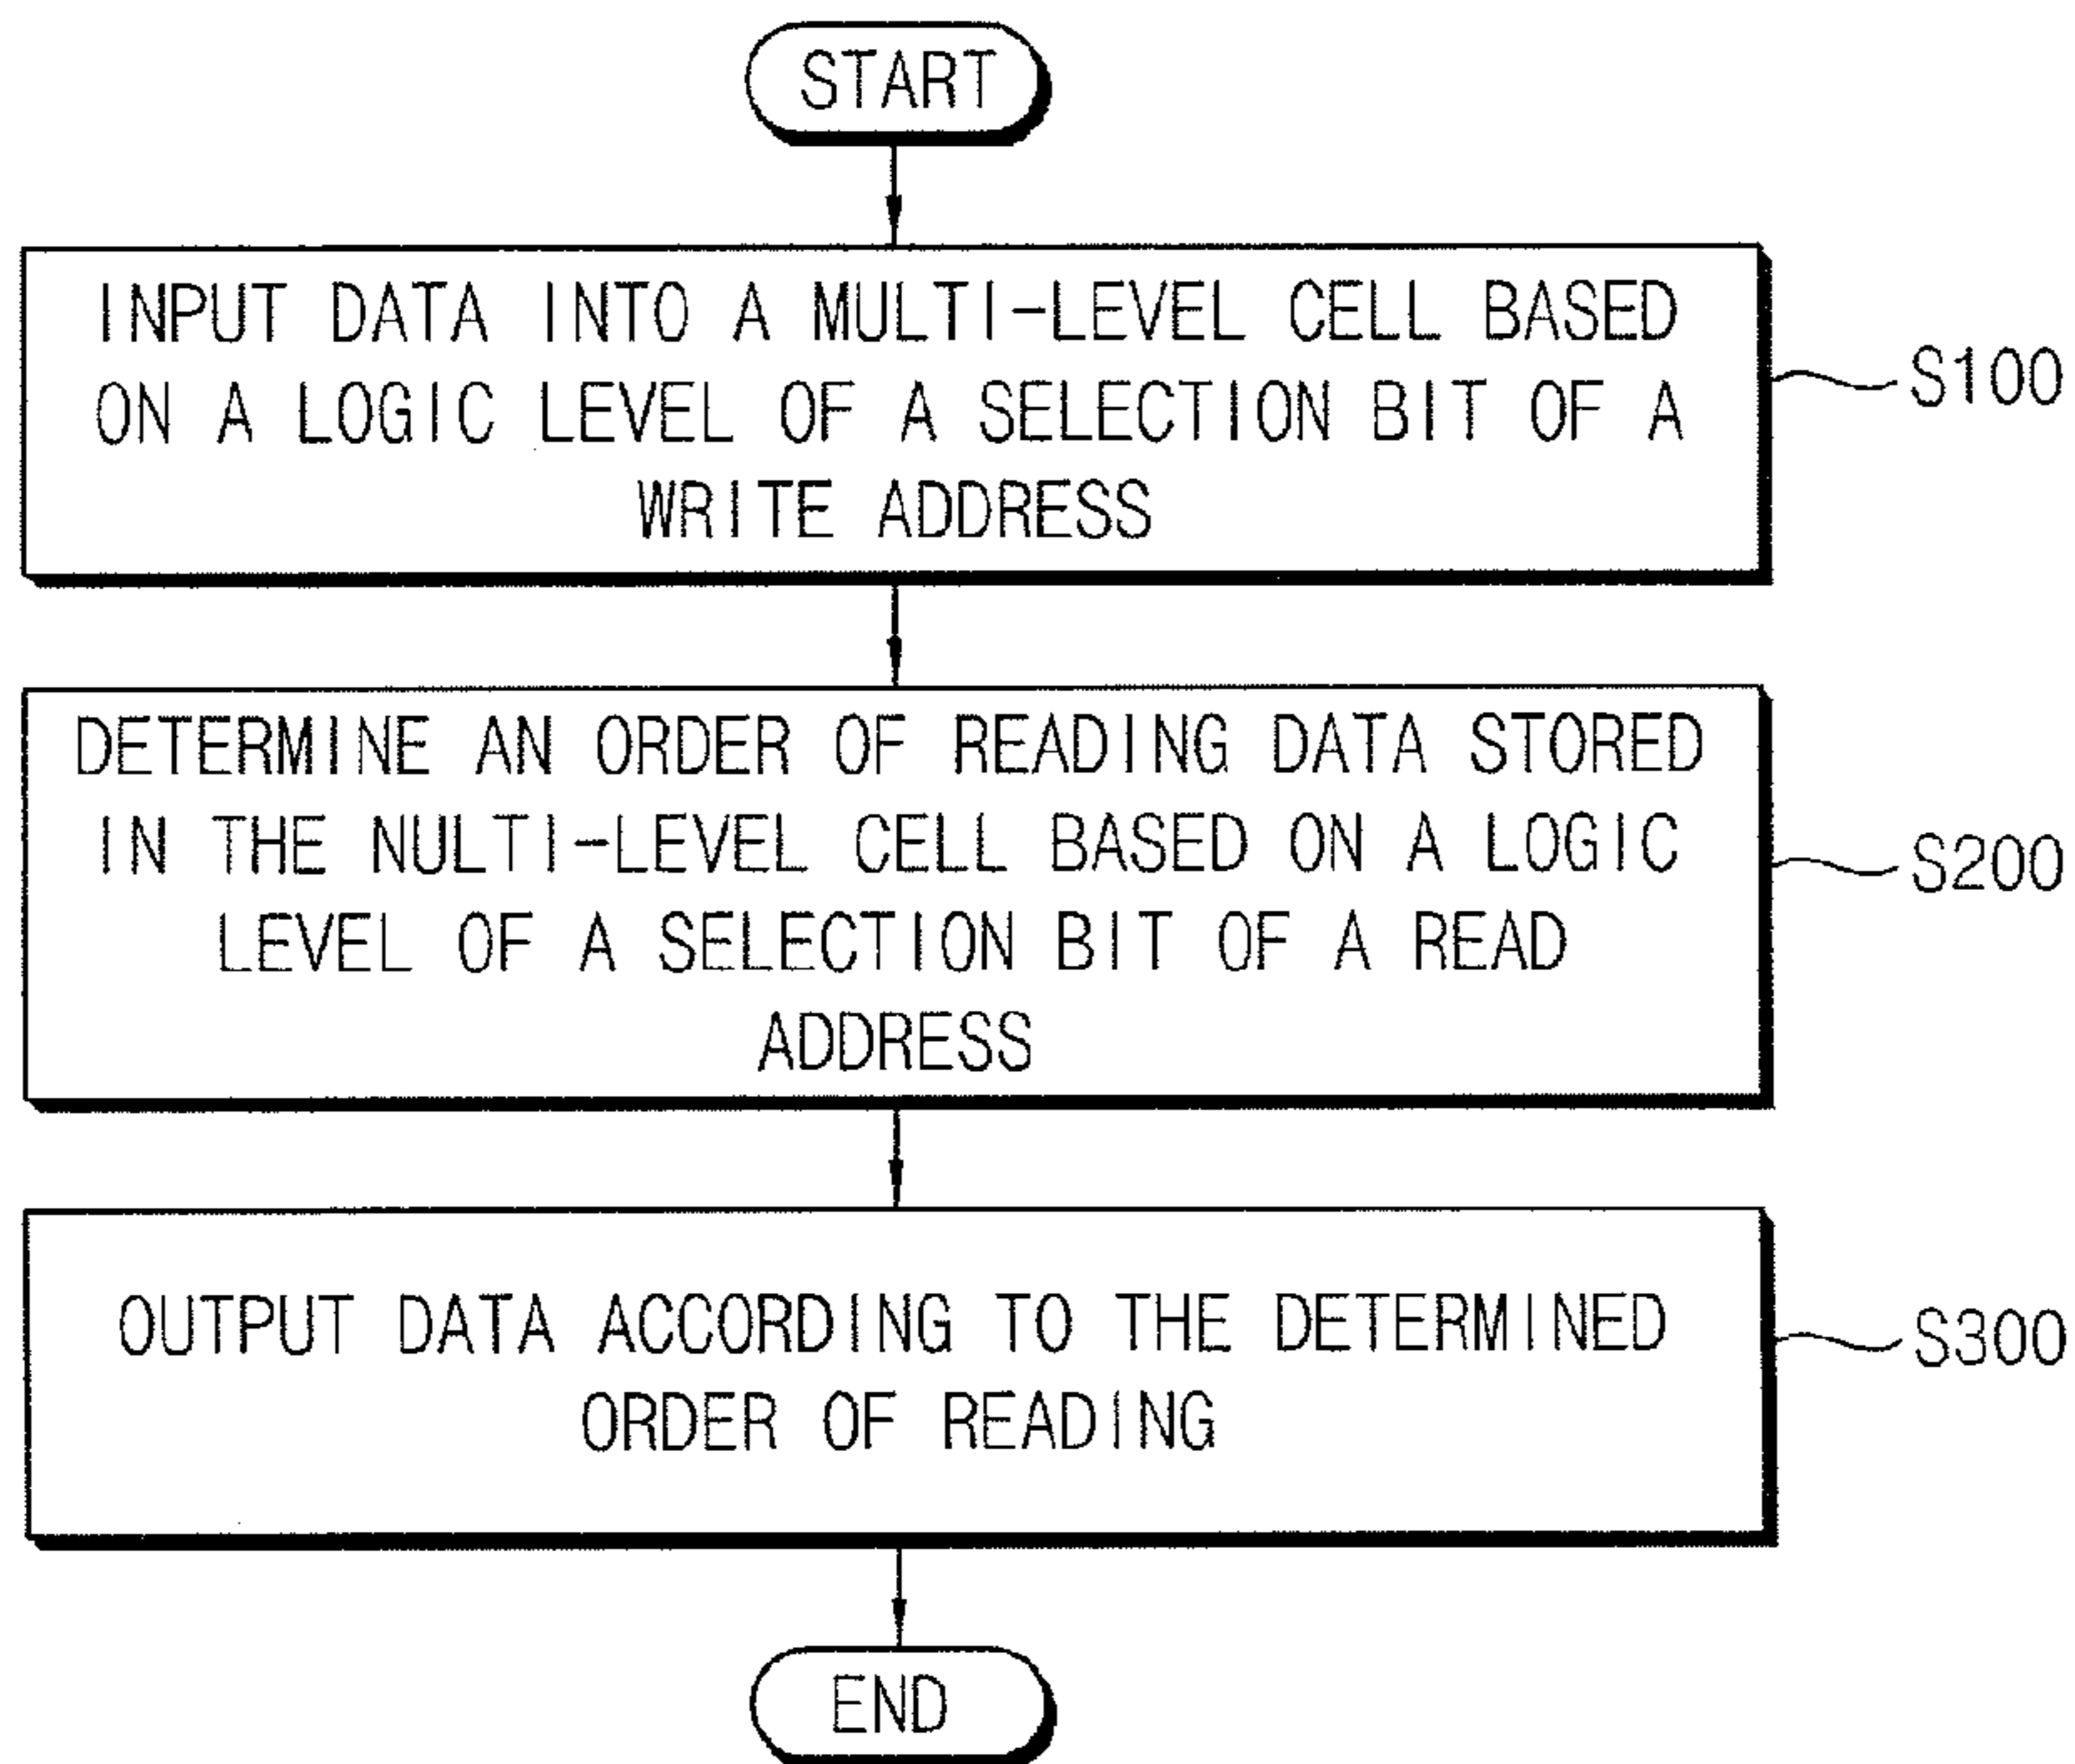 START
INPUT DATA INTO A MULTI-LEVEL CELL BASED
ON A LOGIC LEVEL OF A SELECTION BIT OF A
WRITE ADDRESS
S100
DETERMINE AN ORDER OF READING DATA STORED
IN THE NULTI-LEVEL CELL BASED ON A LOGIC
LEVEL OF A SELECTION BIT OF A READ
ADDRESS
S200
OUTPUT DATA ACCORDING TO THE DETERMINED
ORDER OF READING
S300
END